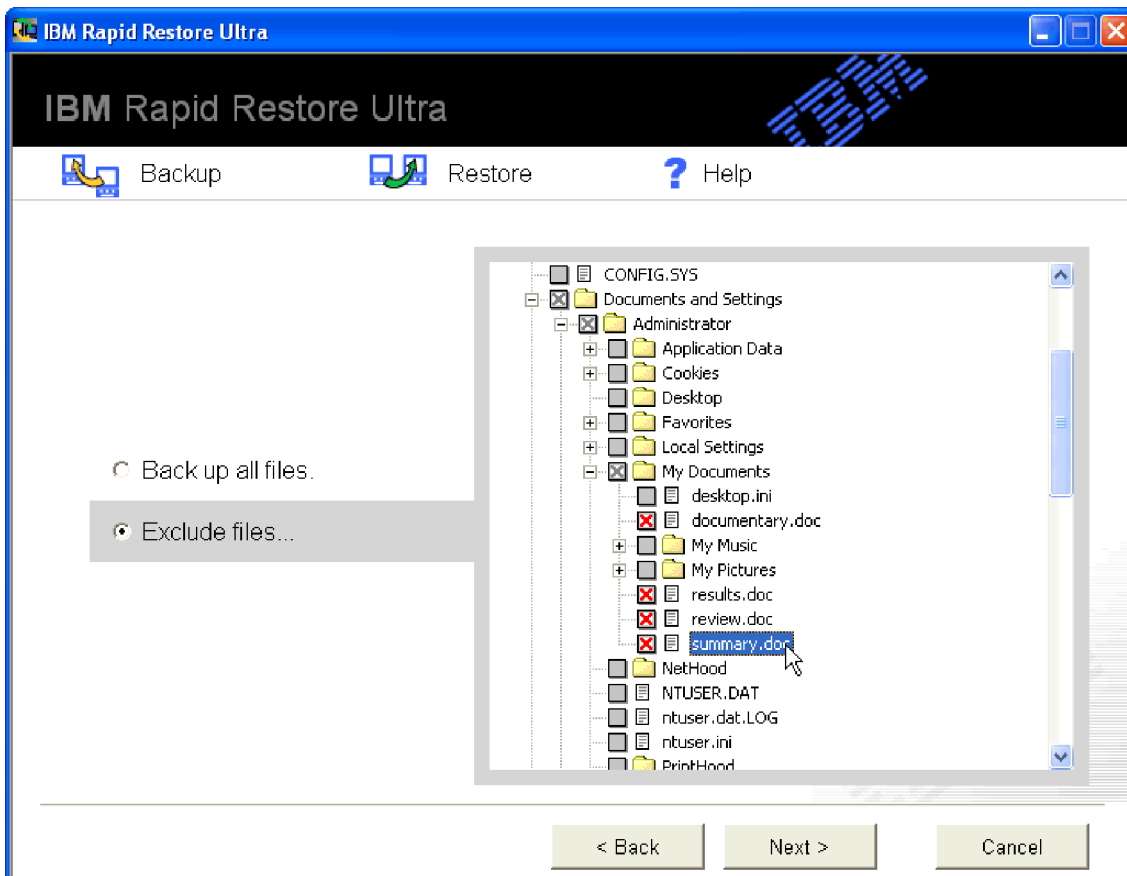 IBM Rapid Restore Ultra
IBM Rapid Restore Ultra
IBM
Backup Restore ? Help
CONFIG.SYS
Documents and Settings
Administrator
Application Data
Cookies
Desktop
Favorites
Local Settings
My Documents
desktop.ini
documentary.doc
My Music
My Pictures
results.doc
review.doc
summary.doc
NetHood
NTUSER.DAT
ntuser.dat.LOG
ntuser.ini
PrintHood
Back up all files.
Exclude files...
< Back Next > Cancel